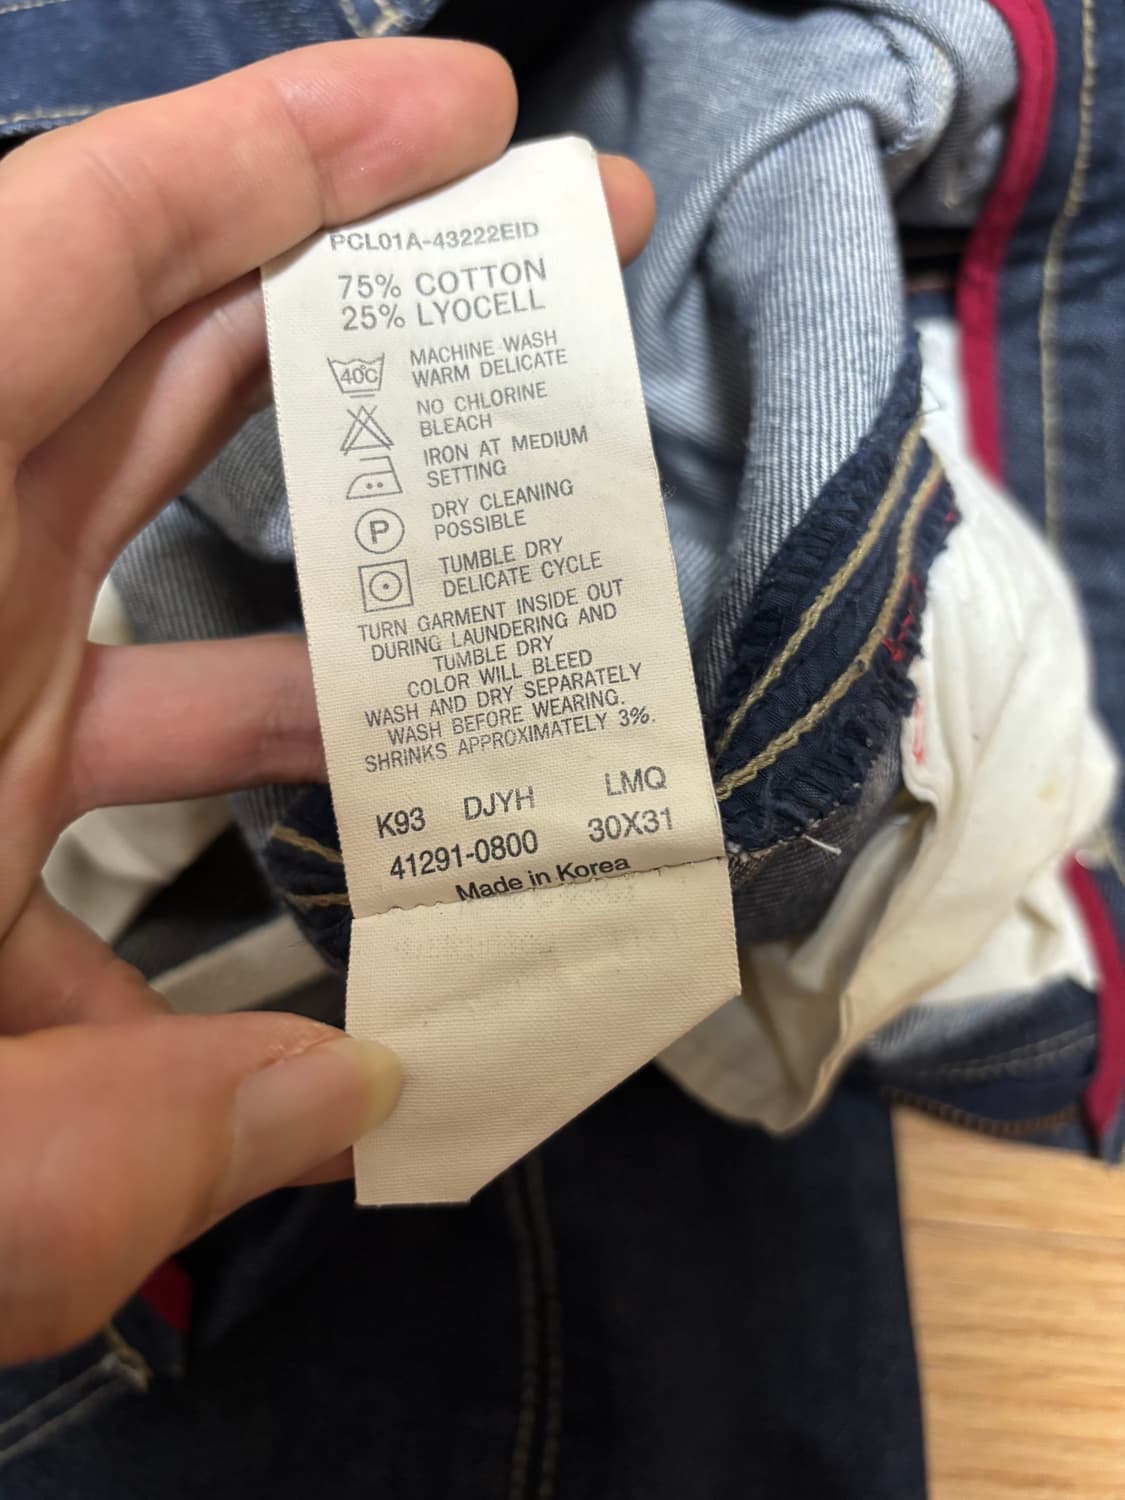 PCL01A-43222EID
75% COTTON
25% LYOCELL
40°C
MACHINE WASH
WARM DELICATE
NO CHLORINE
BLEACH
IRON AT MEDIUM
SETTING
P
DRY CLEANING
POSSIBLE
TUMBLE DRY
DELICATE CYCLE
TURN GARMENT INSIDE OUT
DURING LAUNDERING AND
TUMBLE DRY
COLOR WILL BLEED
WASH AND DRY SEPARATELY
WASH BEFORE WEARING.
SHRINKS APPROXIMATELY 3%.
K93 DJYH LMQ
41291-0800 30X31
Made in Korea